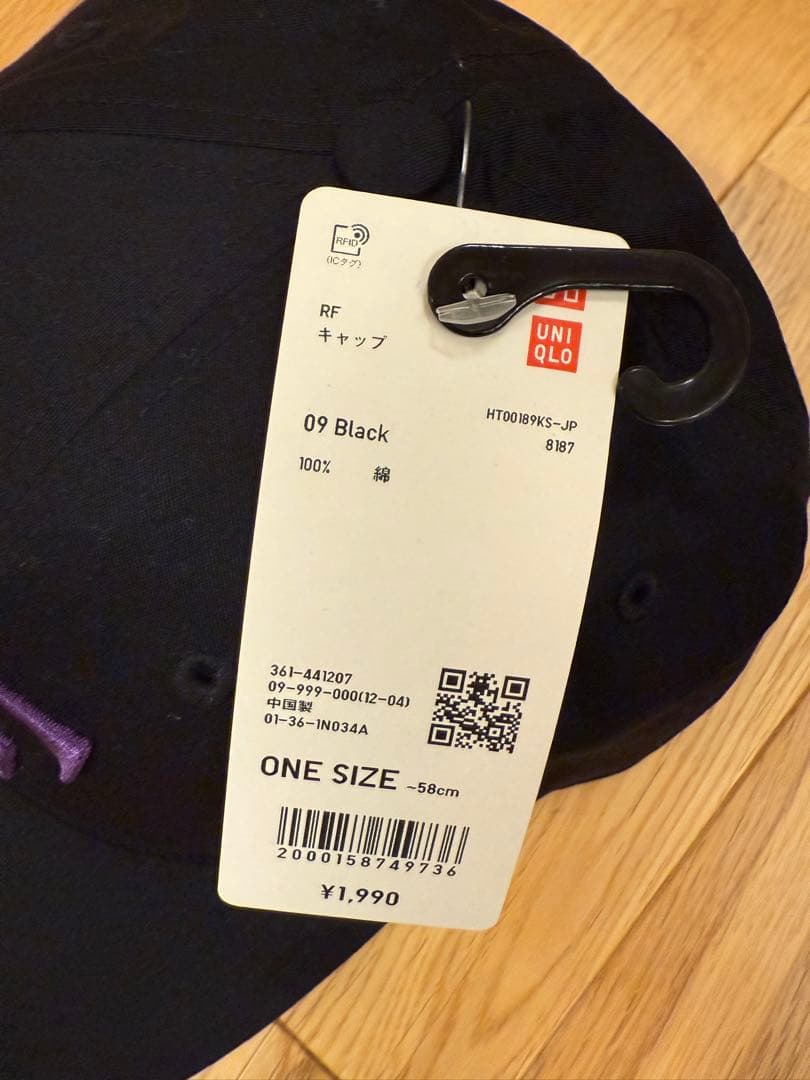 RFID
(ICタグ)
RF
キャップ
UNI
QLO
09 Black
HT00189KS-JP
8187
100% 綿
361-441207
09-999-000(12-04)
中国製
01-36-1N034A
ONE SIZE ~58cm
2000158749736
¥1,990